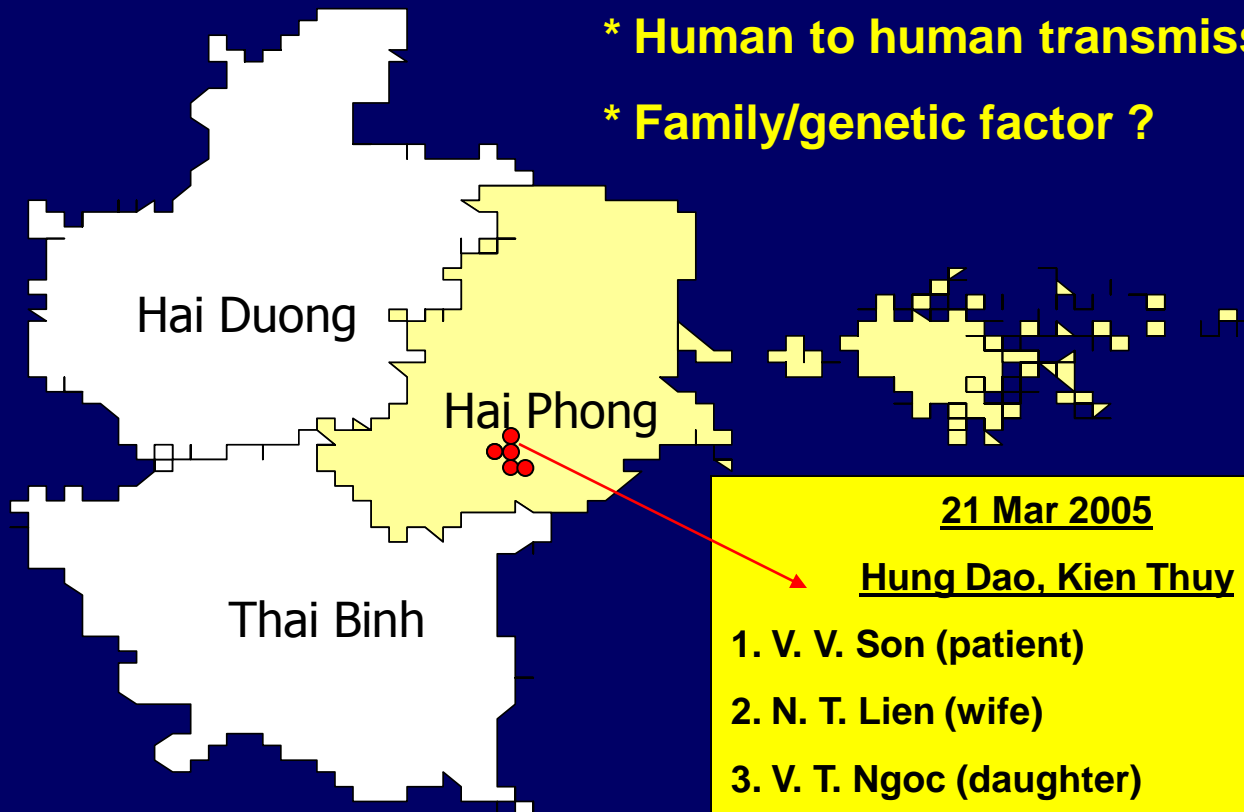 * Human to human transmiss
* Family/genetic factor ?
Hai Duong
Hai Phong
Thai Binh
21 Mar 2005
Hung Dao, Kien Thuy
1. V. V. Son (patient)
2. N. T. Lien (wife)
3. V. T. Ngoc (daughter)